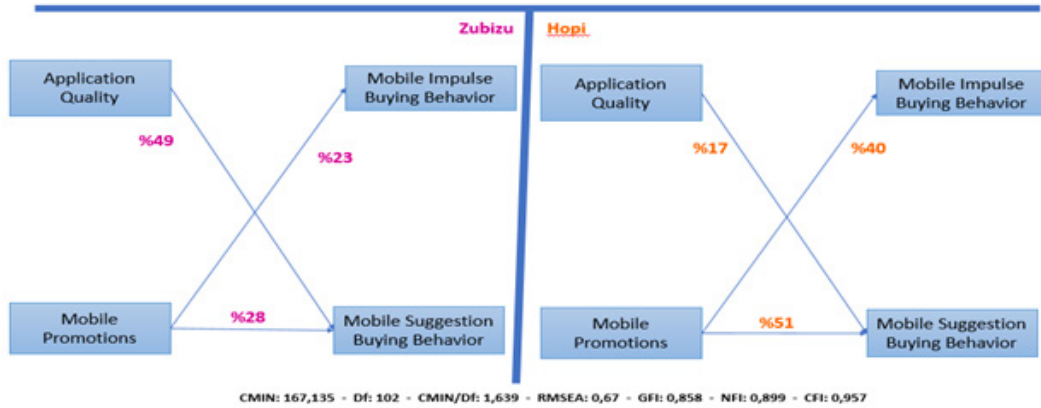 Zubizu
Hopi
Application
Quality
Mobile Impulse
Buying Behavior
%49
%23
Mobile
Promotions
%28
Mobile Suggestion
Buying Behavior
Application
Quality
Mobile Impulse
Buying Behavior
%17
%40
Mobile
Promotions
%51
Mobile Suggestion
Buying Behavior
CMIN: 167,135 - Df: 102 - CMIN/Df: 1,639 - RMSEA: 0,67 - GFI: 0,858 - NFI: 0,899 - CFI: 0,957